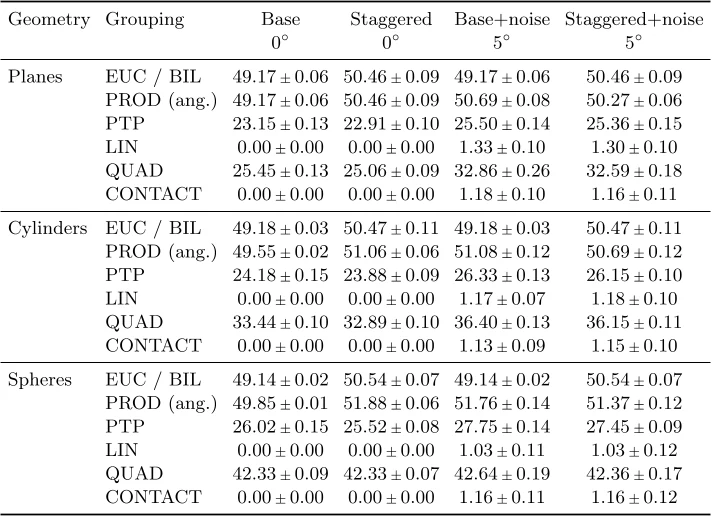 Geometry Grouping Base Staggered Base+noise Staggered+noise
0° 0° 5° 5°
Planes EUC / BIL 49.17 ± 0.06 50.46 ± 0.09 49.17 ± 0.06 50.46 ± 0.09
PROD (ang.) 49.17 ± 0.06 50.46 ± 0.09 50.69 ± 0.08 50.27 ± 0.06
PTP 23.15 ± 0.13 22.91 ± 0.10 25.50 ± 0.14 25.36 ± 0.15
LIN 0.00 ± 0.00 0.00 ± 0.00 1.33 ± 0.10 1.30 ± 0.10
QUAD 25.45 ± 0.13 25.06 ± 0.09 32.86 ± 0.26 32.59 ± 0.18
CONTACT 0.00 ± 0.00 0.00 ± 0.00 1.18 ± 0.10 1.16 ± 0.11
Cylinders EUC / BIL 49.18 ± 0.03 50.47 ± 0.11 49.18 ± 0.03 50.47 ± 0.11
PROD (ang.) 49.55 ± 0.02 51.06 ± 0.06 51.08 ± 0.12 50.69 ± 0.12
PTP 24.18 ± 0.15 23.88 ± 0.09 26.33 ± 0.13 26.15 ± 0.10
LIN 0.00 ± 0.00 0.00 ± 0.00 1.17 ± 0.07 1.18 ± 0.10
QUAD 33.44 ± 0.10 32.89 ± 0.10 36.40 ± 0.13 36.15 ± 0.11
CONTACT 0.00 ± 0.00 0.00 ± 0.00 1.13 ± 0.09 1.15 ± 0.10
Spheres EUC / BIL 49.14 ± 0.02 50.54 ± 0.07 49.14 ± 0.02 50.54 ± 0.07
PROD (ang.) 49.85 ± 0.01 51.88 ± 0.06 51.76 ± 0.14 51.37 ± 0.12
PTP 26.02 ± 0.15 25.52 ± 0.08 27.75 ± 0.14 27.45 ± 0.09
LIN 0.00 ± 0.00 0.00 ± 0.00 1.03 ± 0.11 1.03 ± 0.12
QUAD 42.33 ± 0.09 42.33 ± 0.07 42.64 ± 0.19 42.36 ± 0.17
CONTACT 0.00 ± 0.00 0.00 ± 0.00 1.16 ± 0.11 1.16 ± 0.12